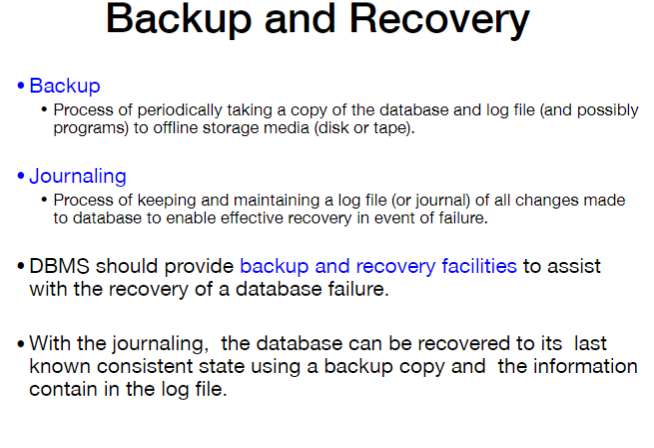 Backup and Recovery
• Backup
• Process of periodically taking a copy of the database and log file (and possibly
programs) to offline storage media (disk or tape).
• Journaling
• Process of keeping and maintaining a log file (or journal) of all changes made
to database to enable effective recovery in event of failure.
• DBMS should provide backup and recovery facilities to assist
with the recovery of a database failure.
• With the journaling,  the database can be recovered to its  last
known consistent state using a backup copy and  the information
contain in the log file.